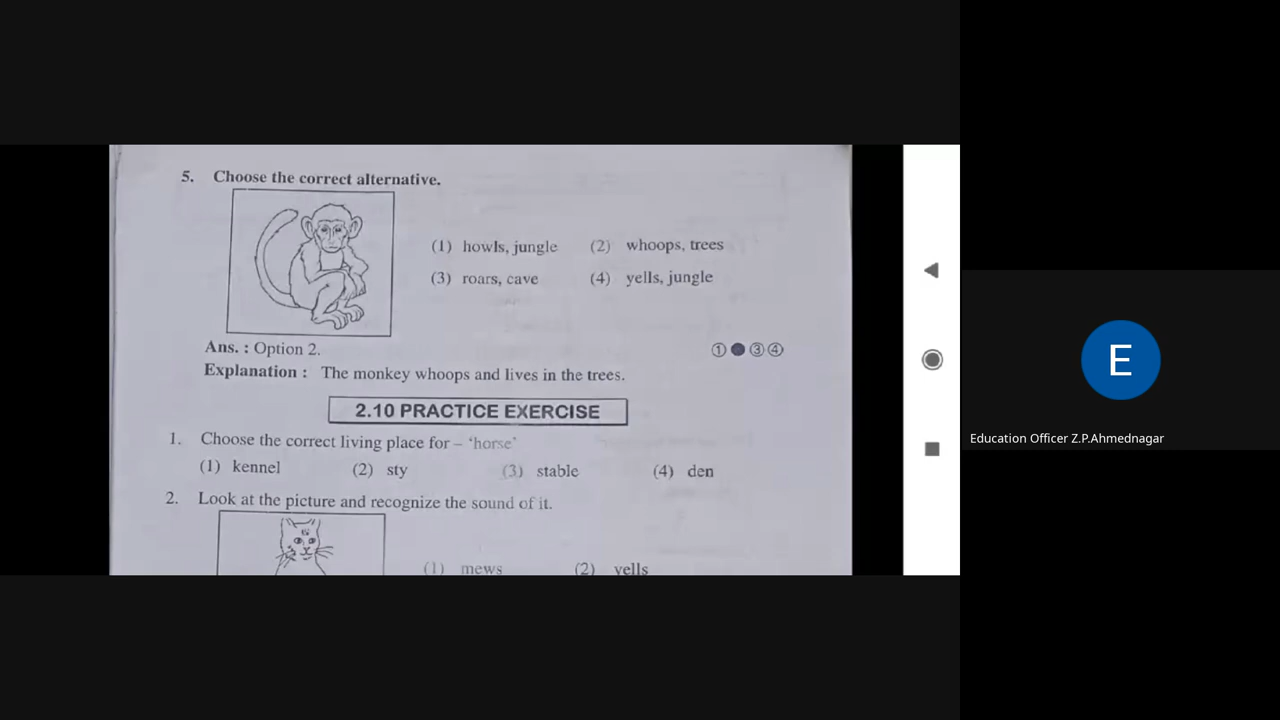 5. Choose the correct alternative.
(1) howls, jungle (2) whoops, trees
(3) roars, cave (4) yells, jungle
Ans. : Option 2. ① ● ③ ④
Explanation : The monkey whoops and lives in the trees.
2.10 PRACTICE EXERCISE
1. Choose the correct living place for – ‘horse’
(1) kennel (2) sty (3) stable (4) den
2. Look at the picture and recognize the sound of it.
(1) mews (2) yells
E
Education Officer Z.P.Ahmednagar